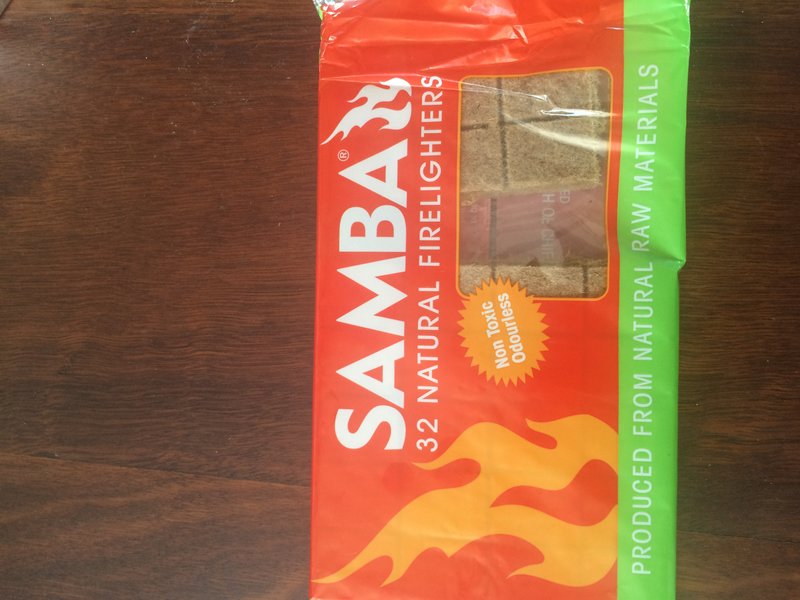 SAMBA®
32 NATURAL FIRELIGHTERS
Non Toxic
Odourless
PRODUCED FROM NATURAL RAW MATERIALS